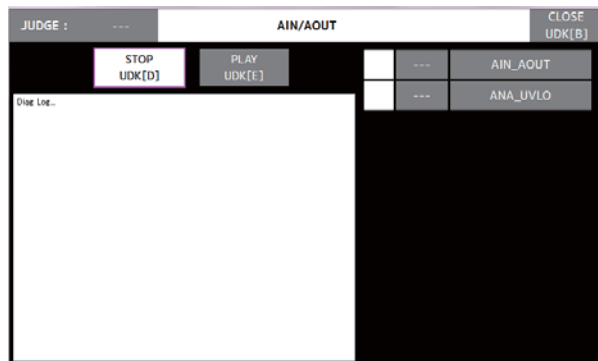 JUDGE : --- AIN/AOUT CLOSE
UDK[B]
STOP PLAY
UDK[D] UDK[E]
--- AIN_AOUT
--- ANA_UVLO
Diag Log...